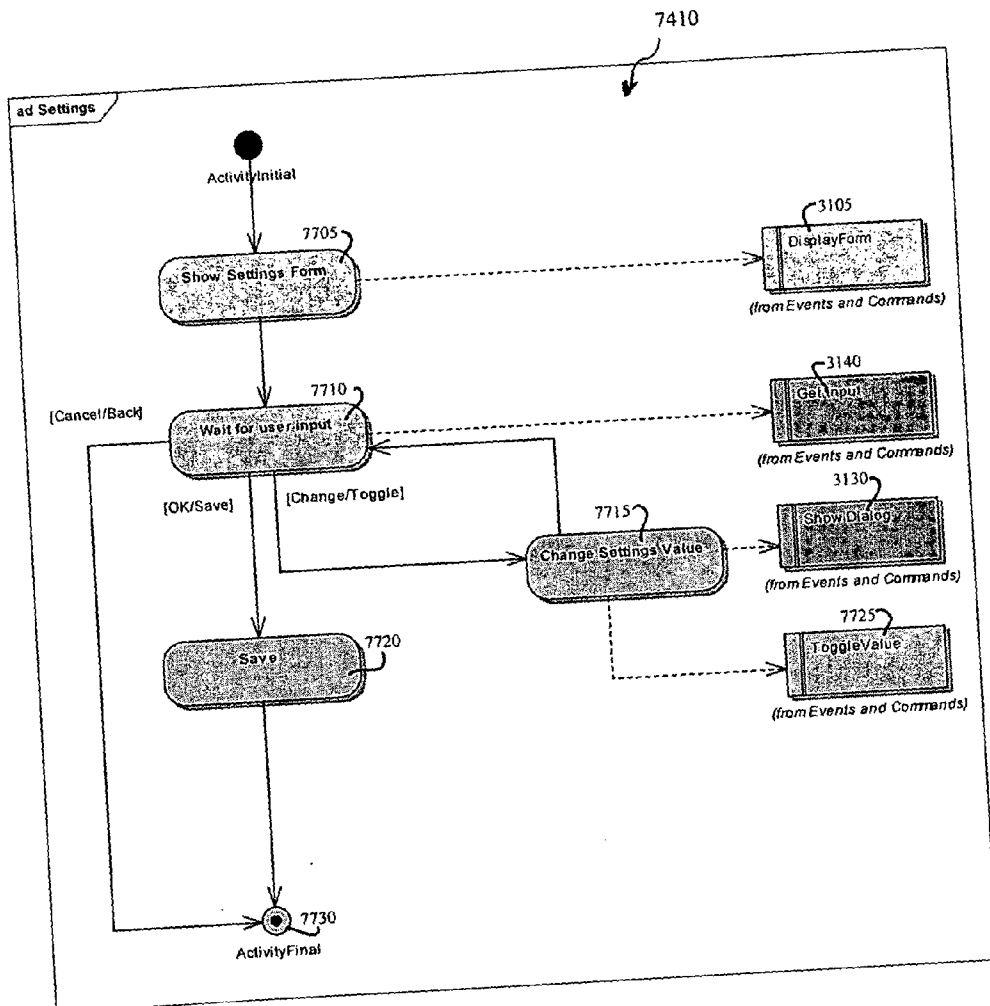 7410
ad Settings
ActivityInitial
7705
Show Settings Form
3105
DisplayForm
(from Events and Commands)
[Cancel/Back]
7710
Wait for user input
3140
Get Input
(from Events and Commands)
[OK/Save]
[Change/Toggle]
7715
Change Settings Value
3130
Show Dialog
(from Events and Commands)
7720
Save
7725
ToggleValue
(from Events and Commands)
7730
ActivityFinal